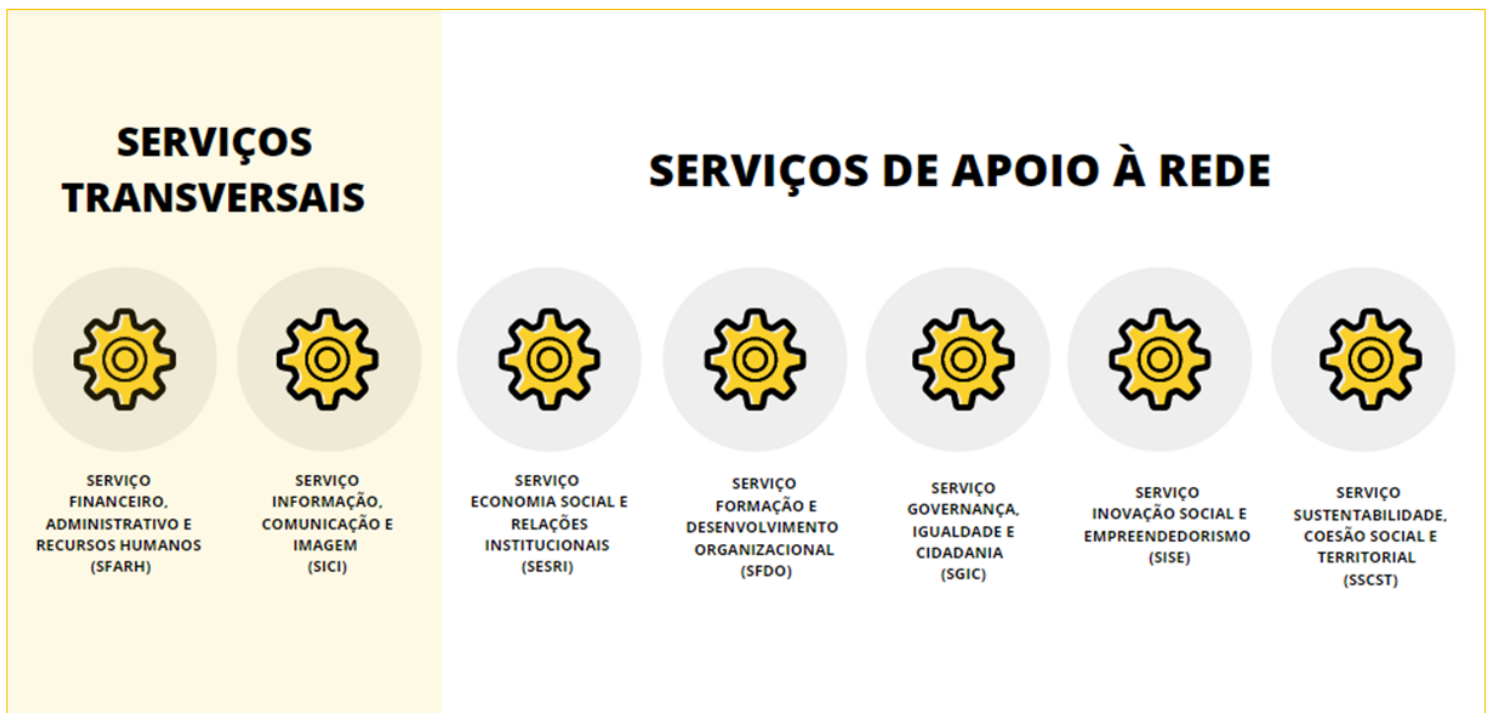 SERVIÇOS
TRANSVERSAIS
SERVIÇO
FINANCEIRO,
ADMINISTRATIVO E
RECURSOS HUMANOS
(SFARH)
SERVIÇO
INFORMAÇÃO,
COMUNICAÇÃO E
IMAGEM
(SICI)
SERVIÇOS DE APOIO À REDE
SERVIÇO
ECONOMIA SOCIAL E
RELAÇÕES
INSTITUCIONAIS
(SESRI)
SERVIÇO
FORMAÇÃO E
DESENVOLVIMENTO
ORGANIZACIONAL
(SFDO)
SERVIÇO
GOVERNANÇA,
IGUALDADE E
CIDADANIA
(SGIC)
SERVIÇO
INOVAÇÃO SOCIAL E
EMPREENDEDORISMO
(SISE)
SERVIÇO
SUSTENTABILIDADE,
COESÃO SOCIAL E
TERRITORIAL
(SSCST)